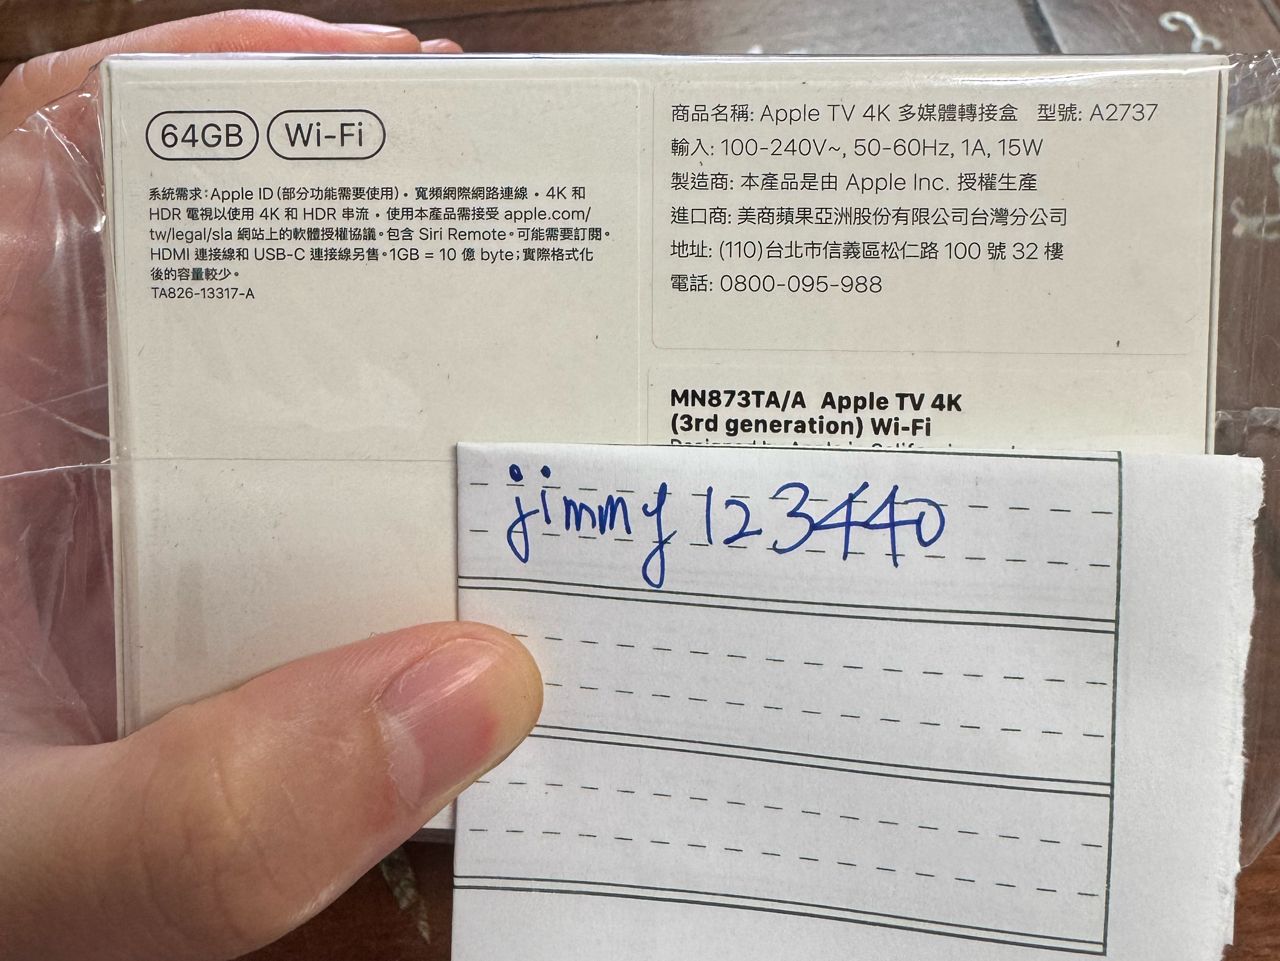 64GB Wi-Fi
系統需求：Apple ID（部分功能需要使用）• 寬頻網際網路連線 • 4K 和
HDR 電視以使用 4K 和 HDR 串流 • 使用本產品需接受 apple.com/
tw/legal/sla 網站上的軟體授權協議。包含 Siri Remote。可能需要訂閱。
HDMI 連接線和 USB-C 連接線另售。1GB = 10 億 byte；實際格式化
後的容量較少。
TA826-13317-A
商品名稱: Apple TV 4K 多媒體轉接盒 型號: A2737
輸入: 100-240V~, 50-60Hz, 1A, 15W
製造商: 本產品是由 Apple Inc. 授權生產
進口商: 美商蘋果亞洲股份有限公司台灣分公司
地址: (110)台北市信義區松仁路 100 號 32 樓
電話: 0800-095-988
MN873TA/A Apple TV 4K
(3rd generation) Wi-Fi
jimmy123440